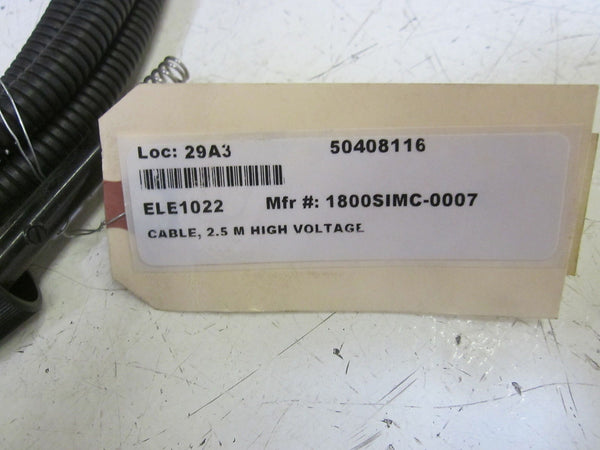 Loc: 29A3 50408116
ELE1022 Mfr #: 1800SIMC-0007
CABLE, 2.5 M HIGH VOLTAGE